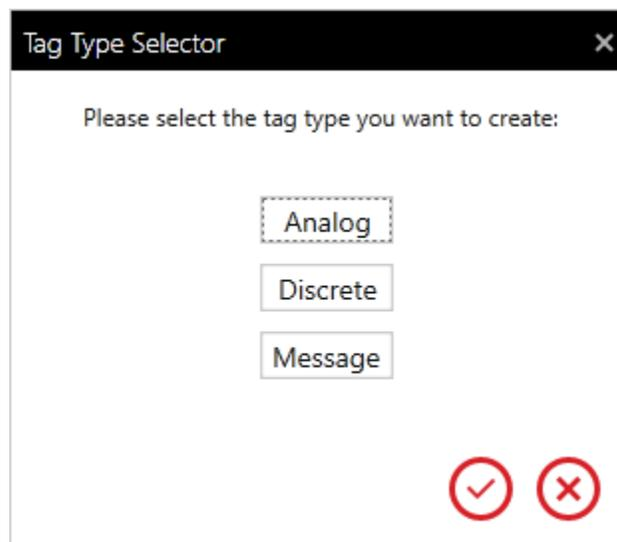 Tag Type Selector
Please select the tag type you want to create:
Analog
Discrete
Message